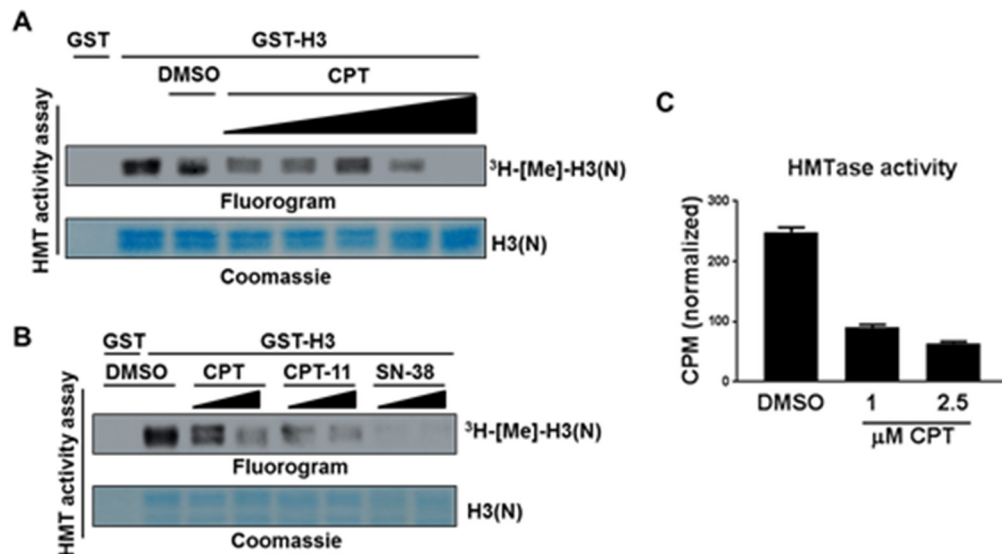 A
GST
GST-H3
DMSO
CPT
HMT activity assay
³H-[Me]-H3(N)
Fluorogram
H3(N)
Coomassie
B
GST
GST-H3
DMSO
CPT
CPT-11
SN-38
HMT activity assay
³H-[Me]-H3(N)
Fluorogram
H3(N)
Coomassie
C
HMTase activity
CPM (normalized)
300
200
100
0
DMSO
1
2.5
μM CPT